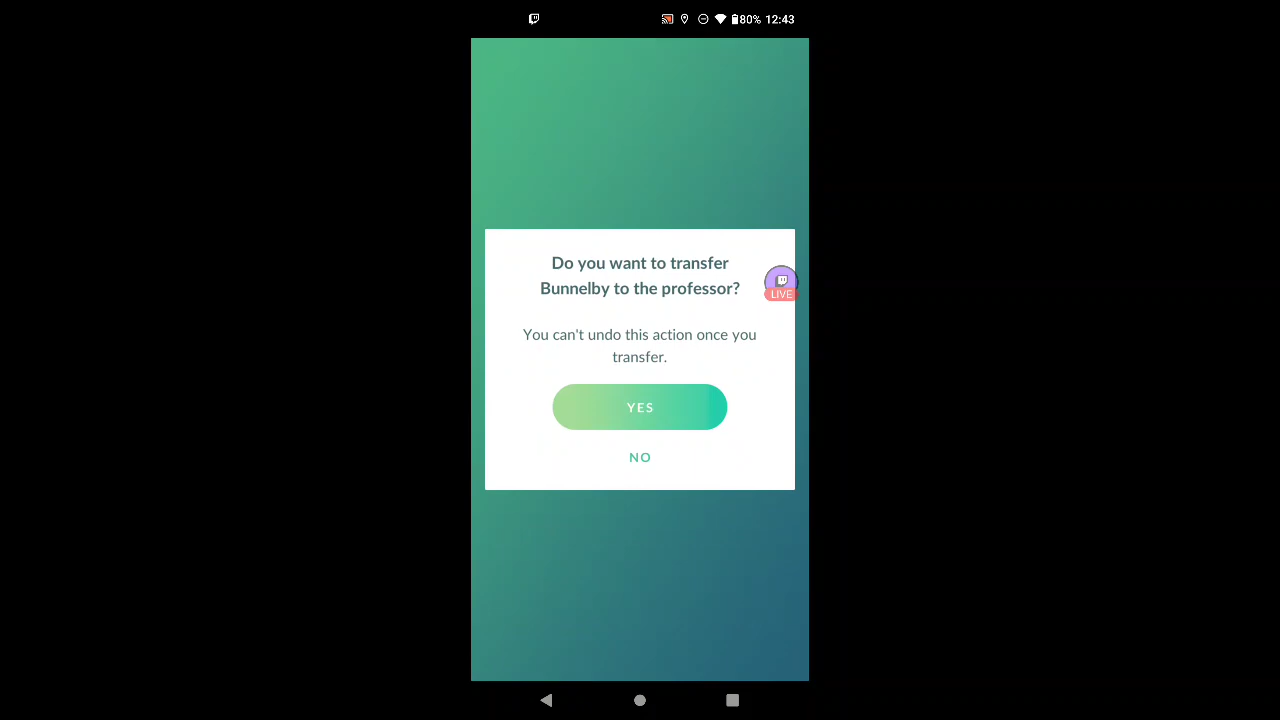 80% 12:43
Do you want to transfer
Bunnelby to the professor?
LIVE
You can't undo this action once you
transfer.
YES
NO